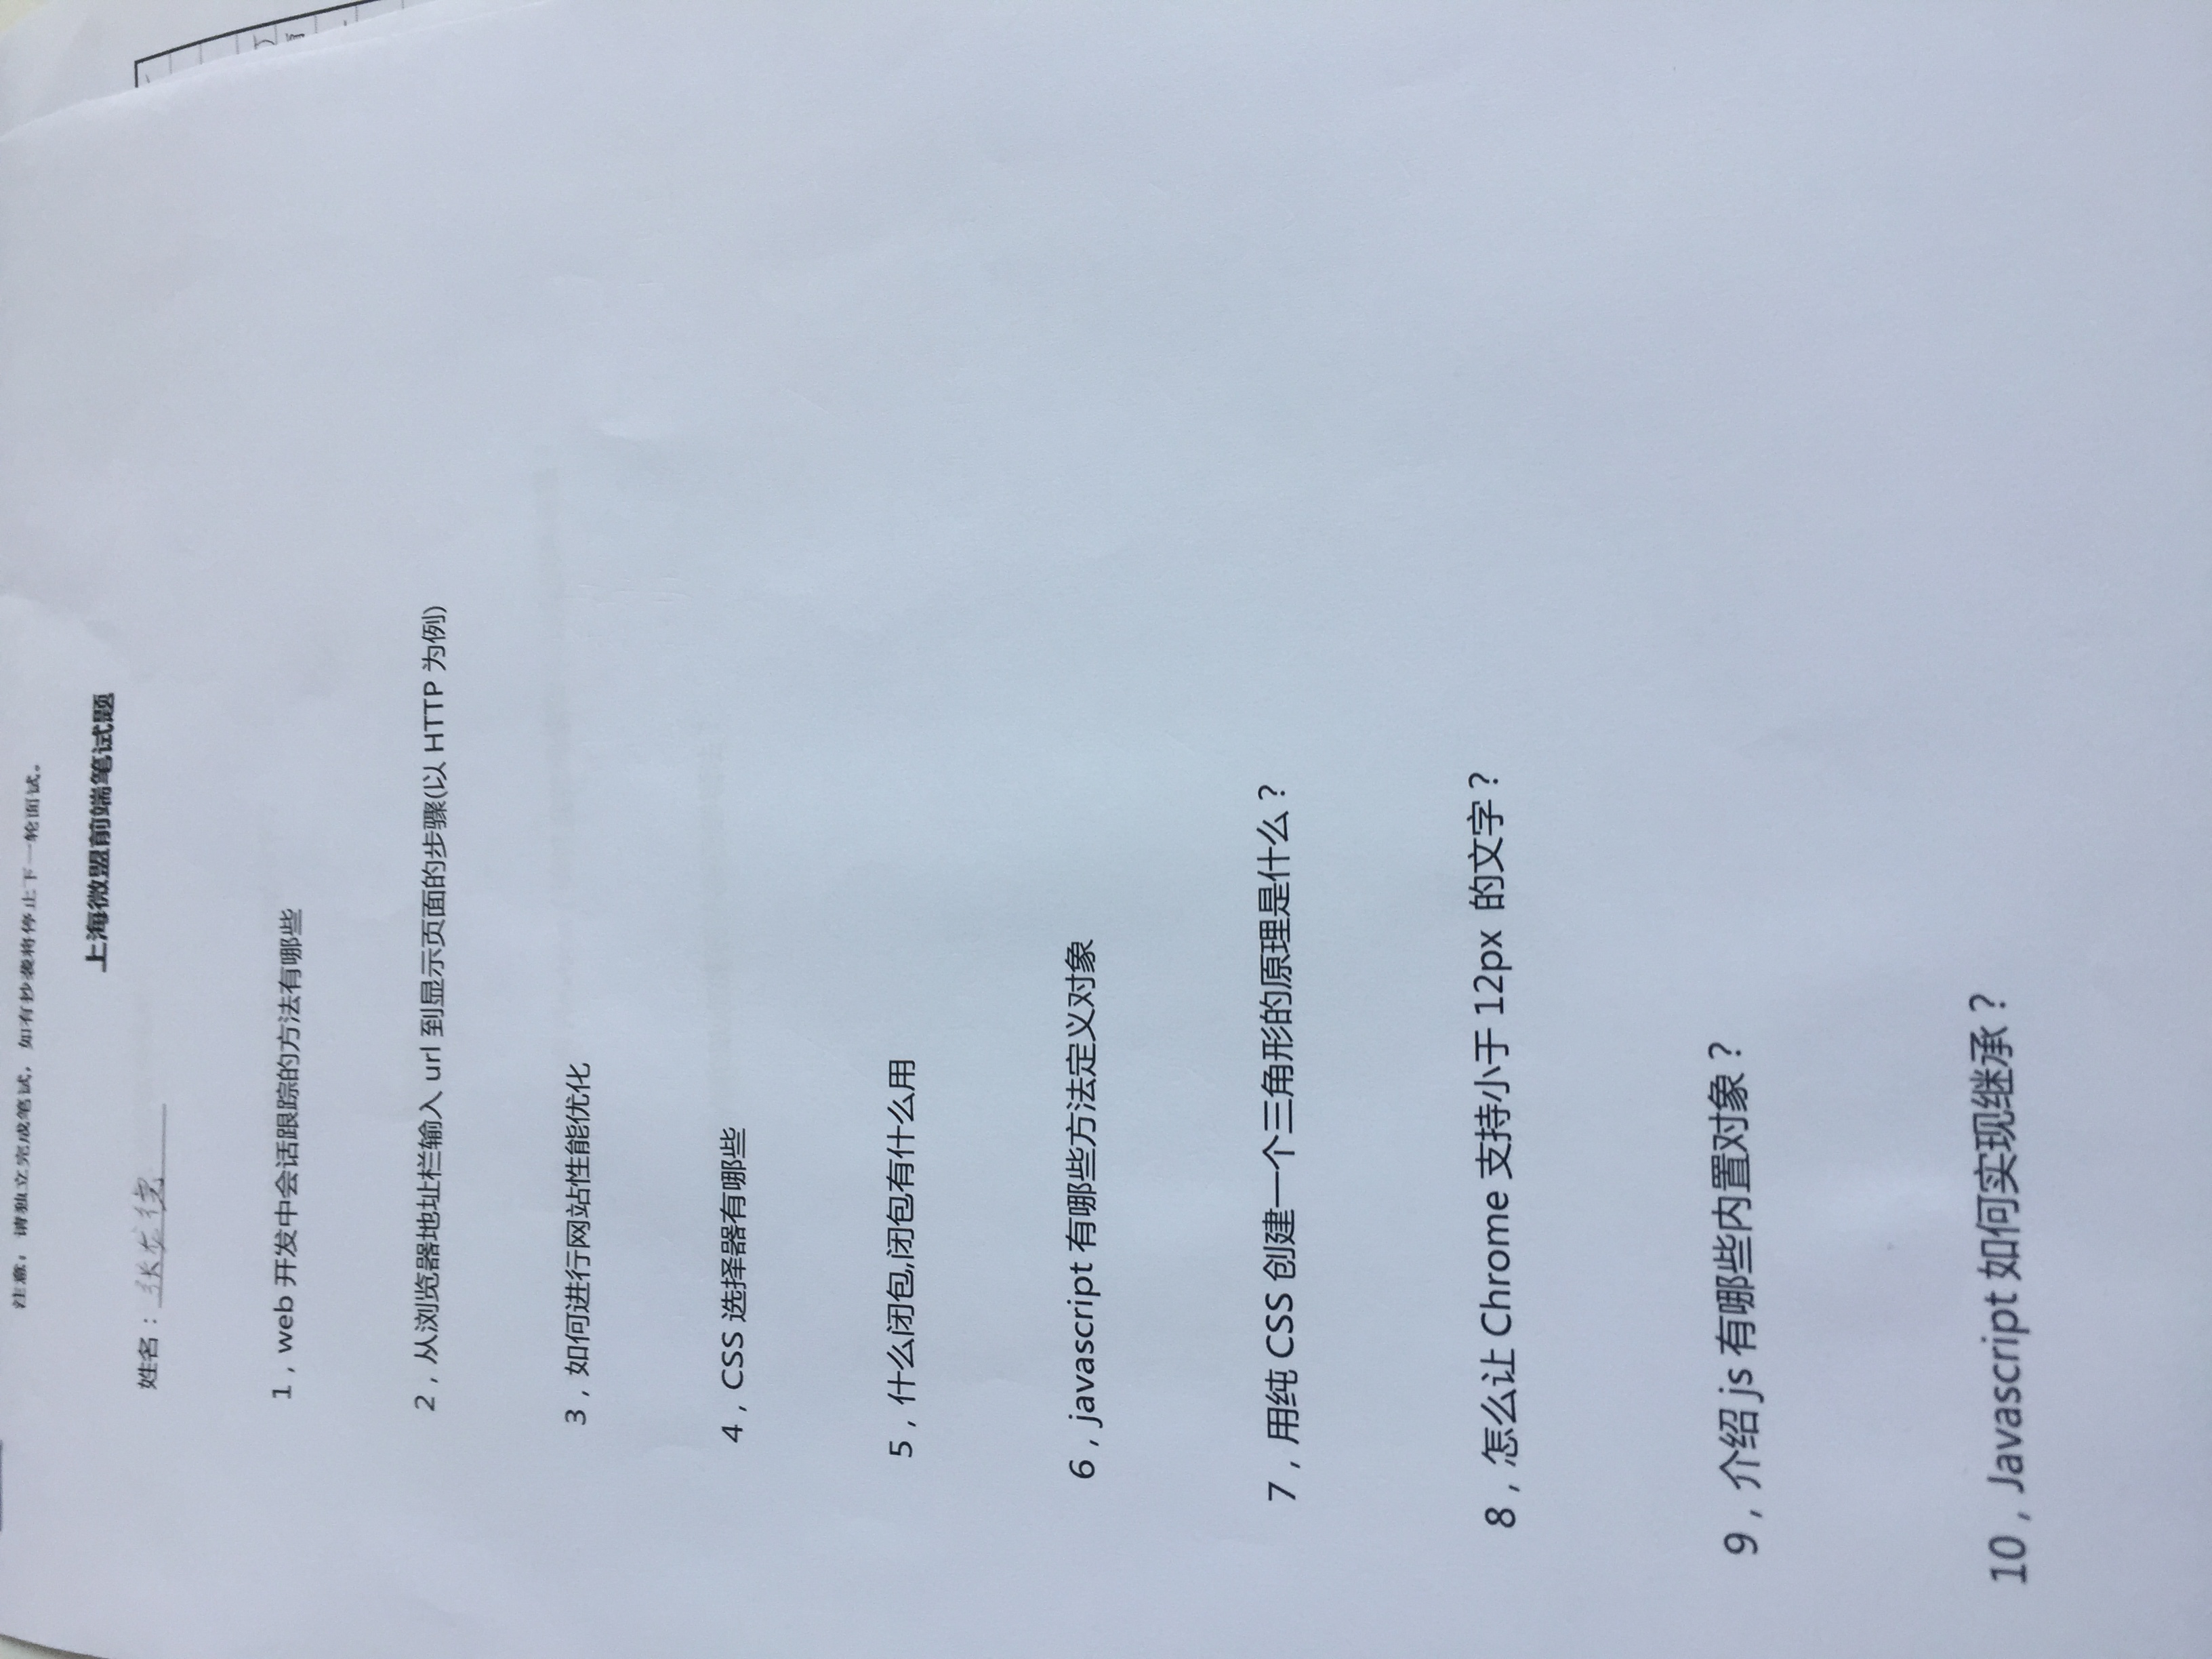 注意：请独立完成笔试，如有抄袭将停止下一轮面试。
上海微盟前端笔试题
姓名：张龙德
1，web 开发中会话跟踪的方法有哪些
2，从浏览器地址栏输入 url 到显示页面的步骤(以 HTTP 为例)
3，如何进行网站性能优化
4，CSS 选择器有哪些
5，什么闭包,闭包有什么用
6，javascript 有哪些方法定义对象
7，用纯 CSS 创建一个三角形的原理是什么？
8，怎么让 Chrome 支持小于 12px 的文字？
9，介绍 js 有哪些内置对象？
10，Javascript 如何实现继承？